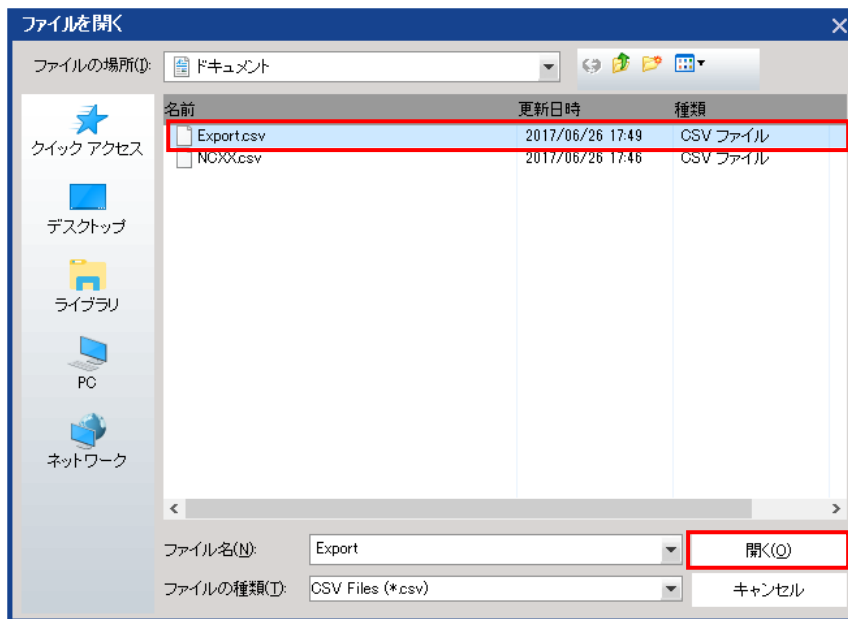 ファイルを開く
ファイルの場所(I): ドキュメント
名前 更新日時 種類
Export.csv 2017/06/26 17:49 CSV ファイル
NCXX.csv 2017/06/26 17:46 CSV ファイル
クイック アクセス
デスクトップ
ライブラリ
PC
ネットワーク
ファイル名(N): Export 開く(O)
ファイルの種類(T): CSV Files (*.csv) キャンセル